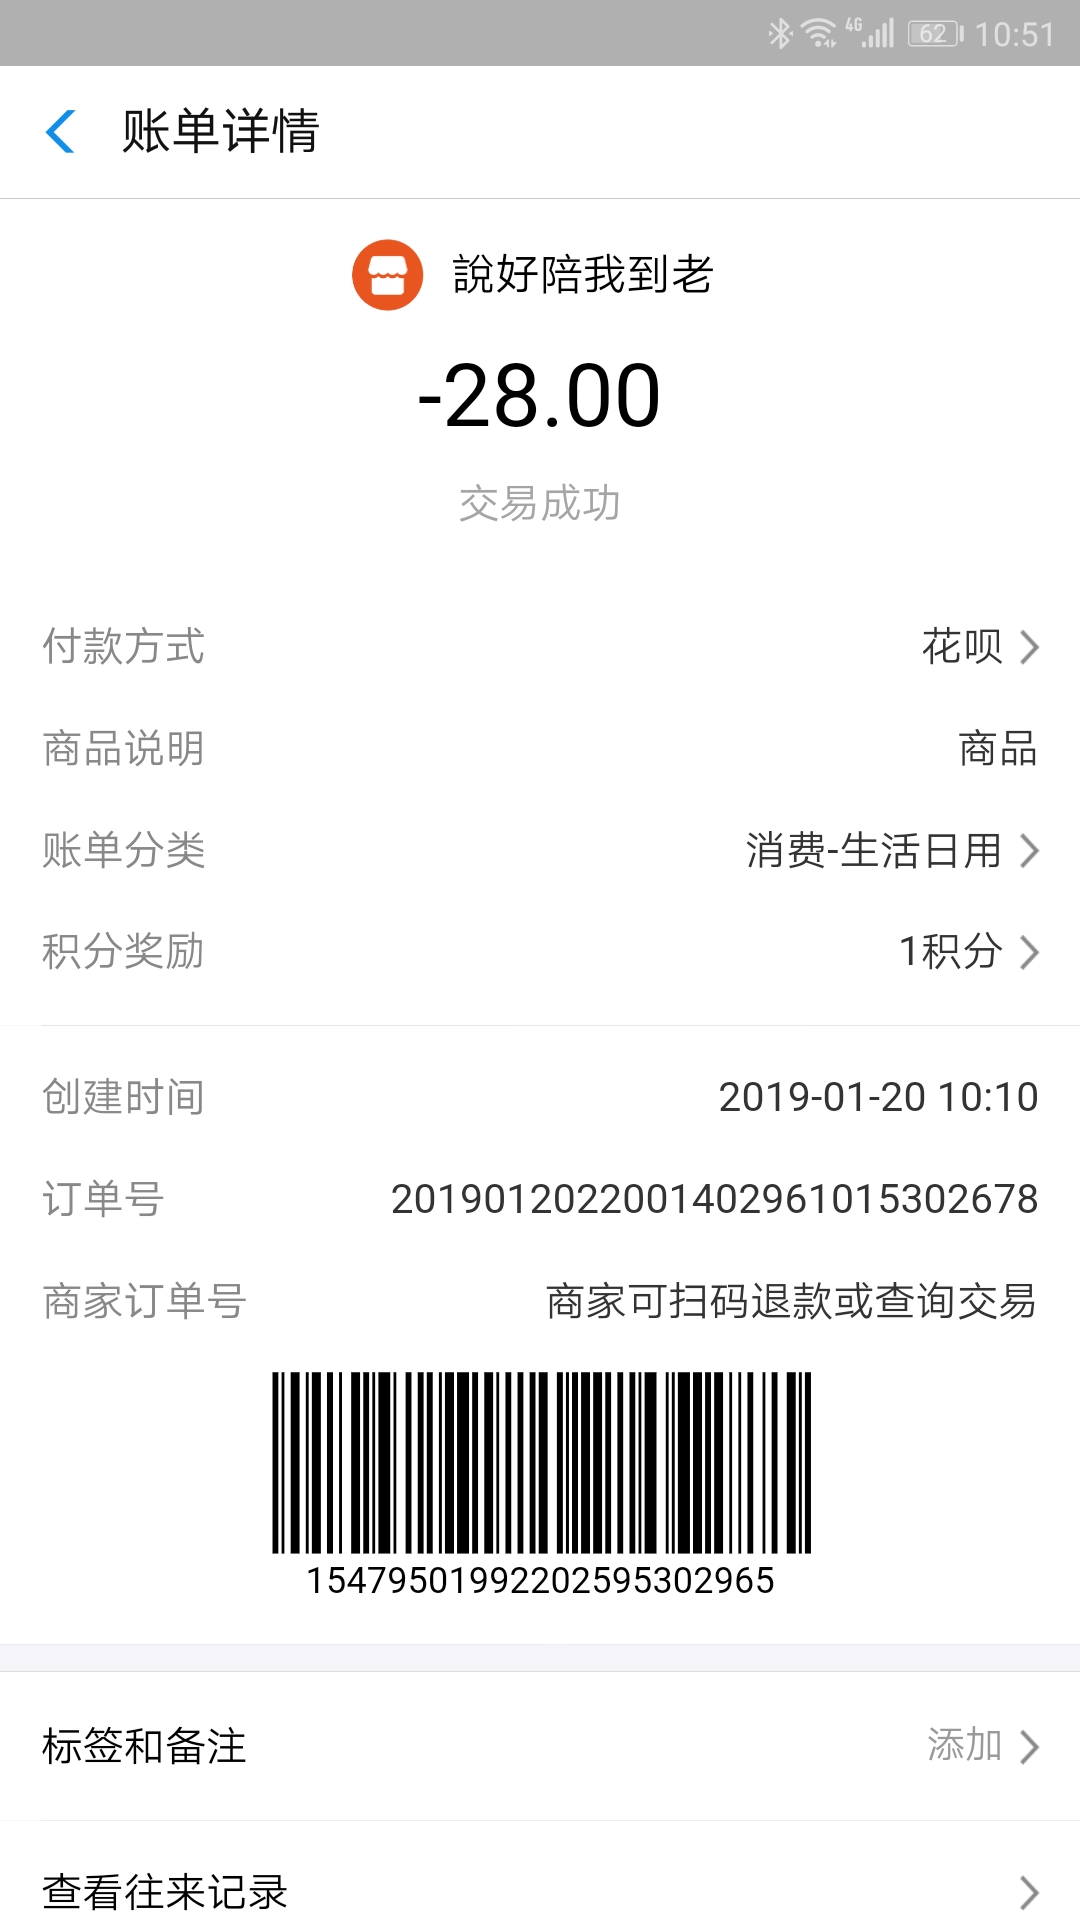 4G 62 10:51
账单详情
說好陪我到老
-28.00
交易成功
付款方式 花呗
商品说明 商品
账单分类 消费-生活日用
积分奖励 1积分
创建时间 2019-01-20 10:10
订单号 2019012022001402961015302678
商家订单号 商家可扫码退款或查询交易
154795019922025953029​65
标签和备注 添加
查看往来记录